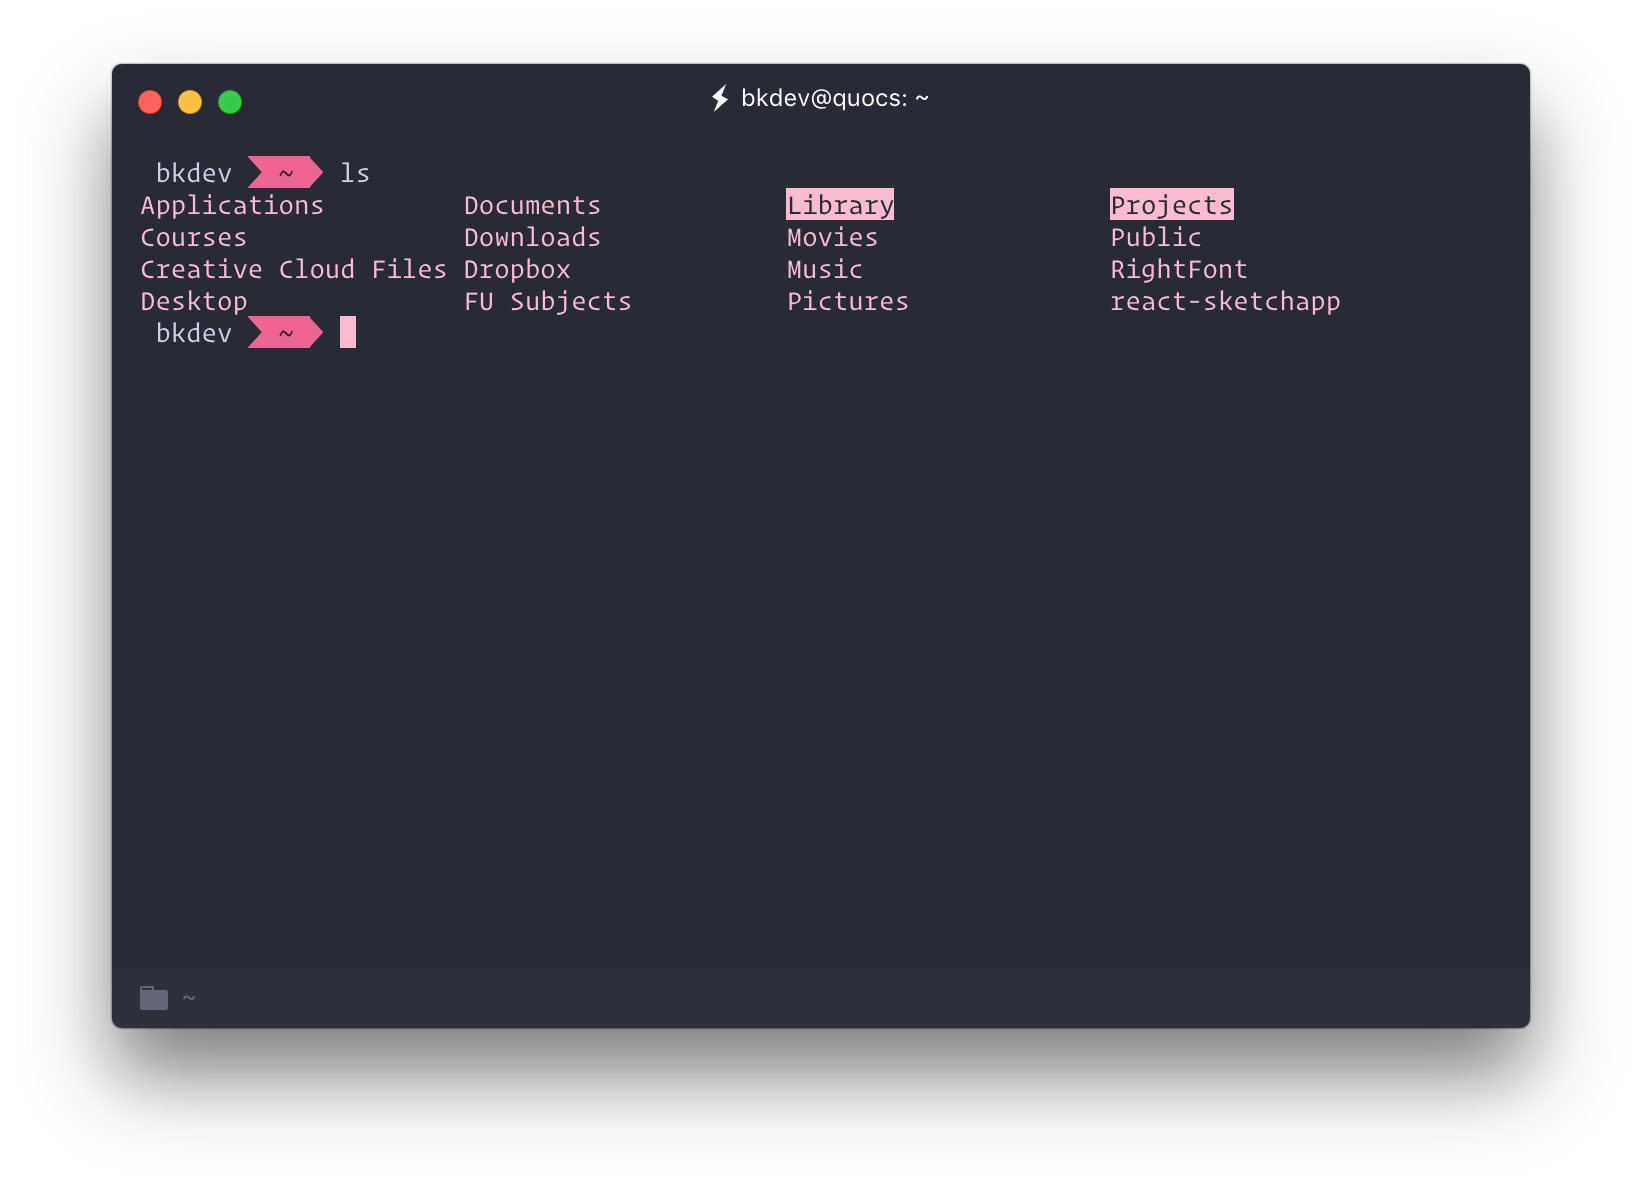 bkdev@quocs: ~
bkdev ~ ls
Applications Documents Library Projects
Courses Downloads Movies Public
Creative Cloud Files Dropbox Music RightFont
Desktop FU Subjects Pictures react-sketchapp
bkdev ~
~